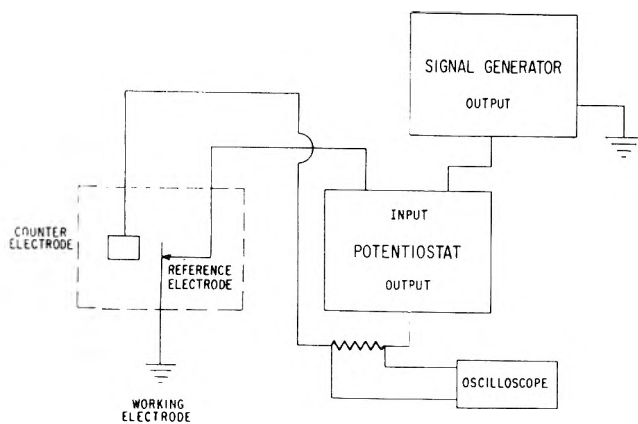 SIGNAL GENERATOR
OUTPUT
INPUT
POTENTIOSTAT
OUTPUT
COUNTER
ELECTRODE
REFERENCE
ELECTRODE
OSCILLOSCOPE
WORKING
ELECTRODE